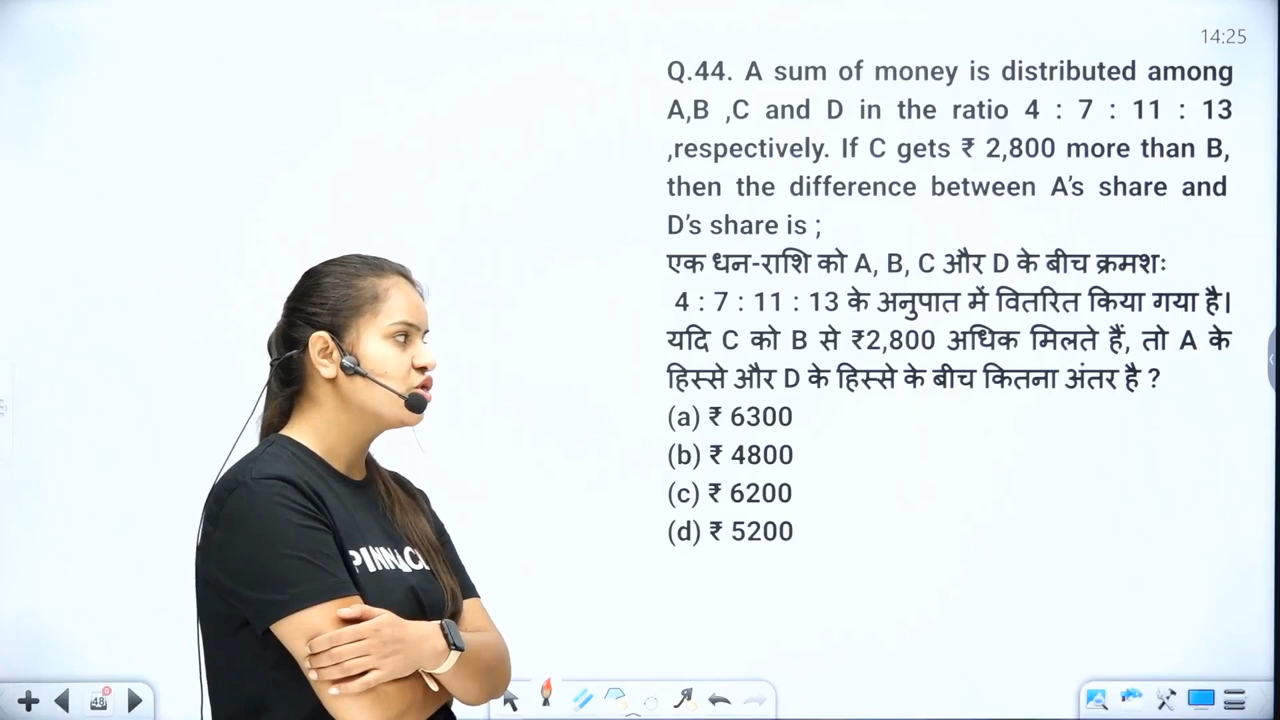 14:25
Q.44. A sum of money is distributed among
A,B ,C and D in the ratio 4 : 7 : 11 : 13
,respectively. If C gets ₹ 2,800 more than B,
then the difference between A's share and
D's share is ;
एक धन-राशि को A, B, C और D के बीच क्रमशः
4 : 7 : 11 : 13 के अनुपात में वितरित किया गया है।
यदि C को B से ₹2,800 अधिक मिलते हैं, तो A के
हिस्से और D के हिस्से के बीच कितना अंतर है ?
(a) ₹ 6300
(b) ₹ 4800
(c) ₹ 6200
(d) ₹ 5200
48